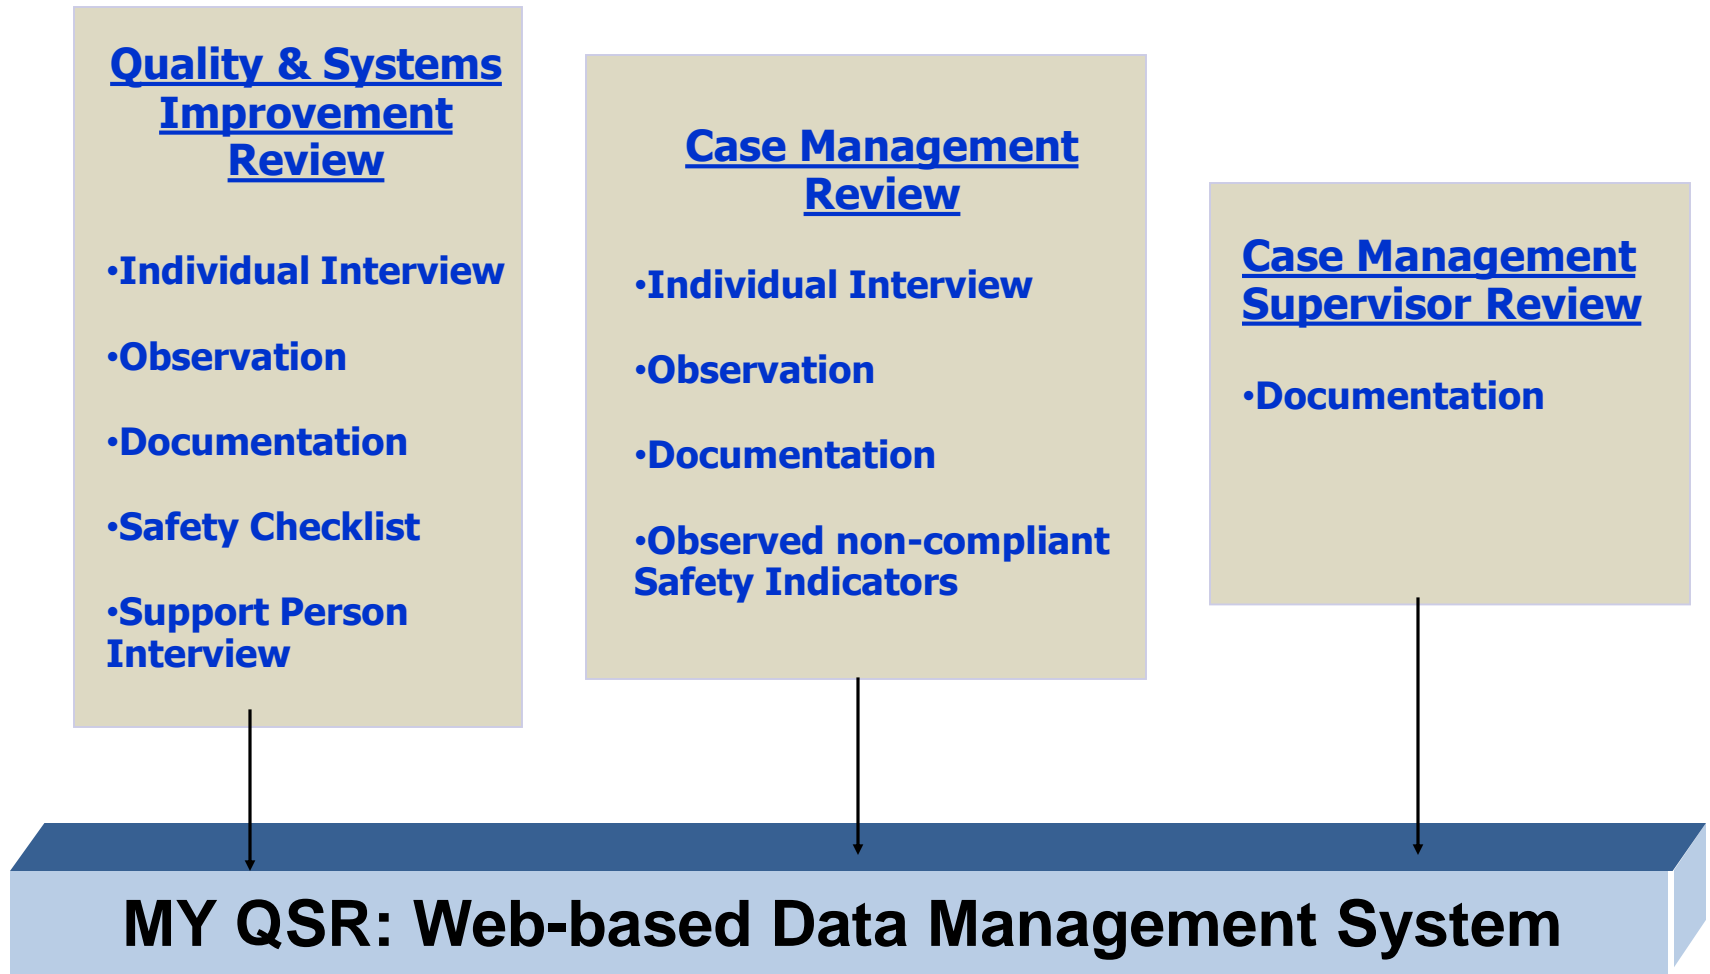 Quality & Systems
Improvement
Review
•Individual Interview
•Observation
•Documentation
•Safety Checklist
•Support Person
Interview
Case Management
Review
•Individual Interview
•Observation
•Documentation
•Observed non-compliant
Safety Indicators
Case Management
Supervisor Review
•Documentation
MY QSR: Web-based Data Management System